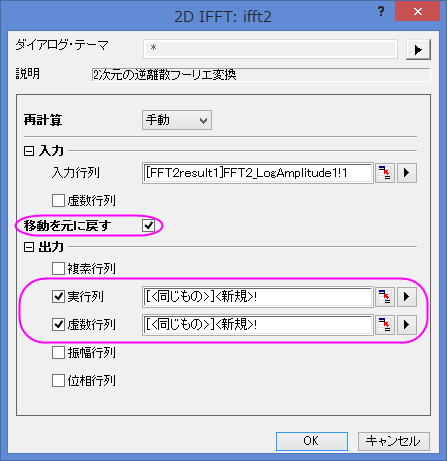 2D IFFT: ifft2
? ×
ダイアログ・テーマ *
説明 2次元の逆離散フーリエ変換
再計算 手動
入力
入力行列 [FFT2result1]FFT2_LogAmplitude1!1
虚数行列
移動を元に戻す
出力
複素行列
実行列 [<同じもの>]<新規>!
虚数行列 [<同じもの>]<新規>!
振幅行列
位相行列
OK キャンセル